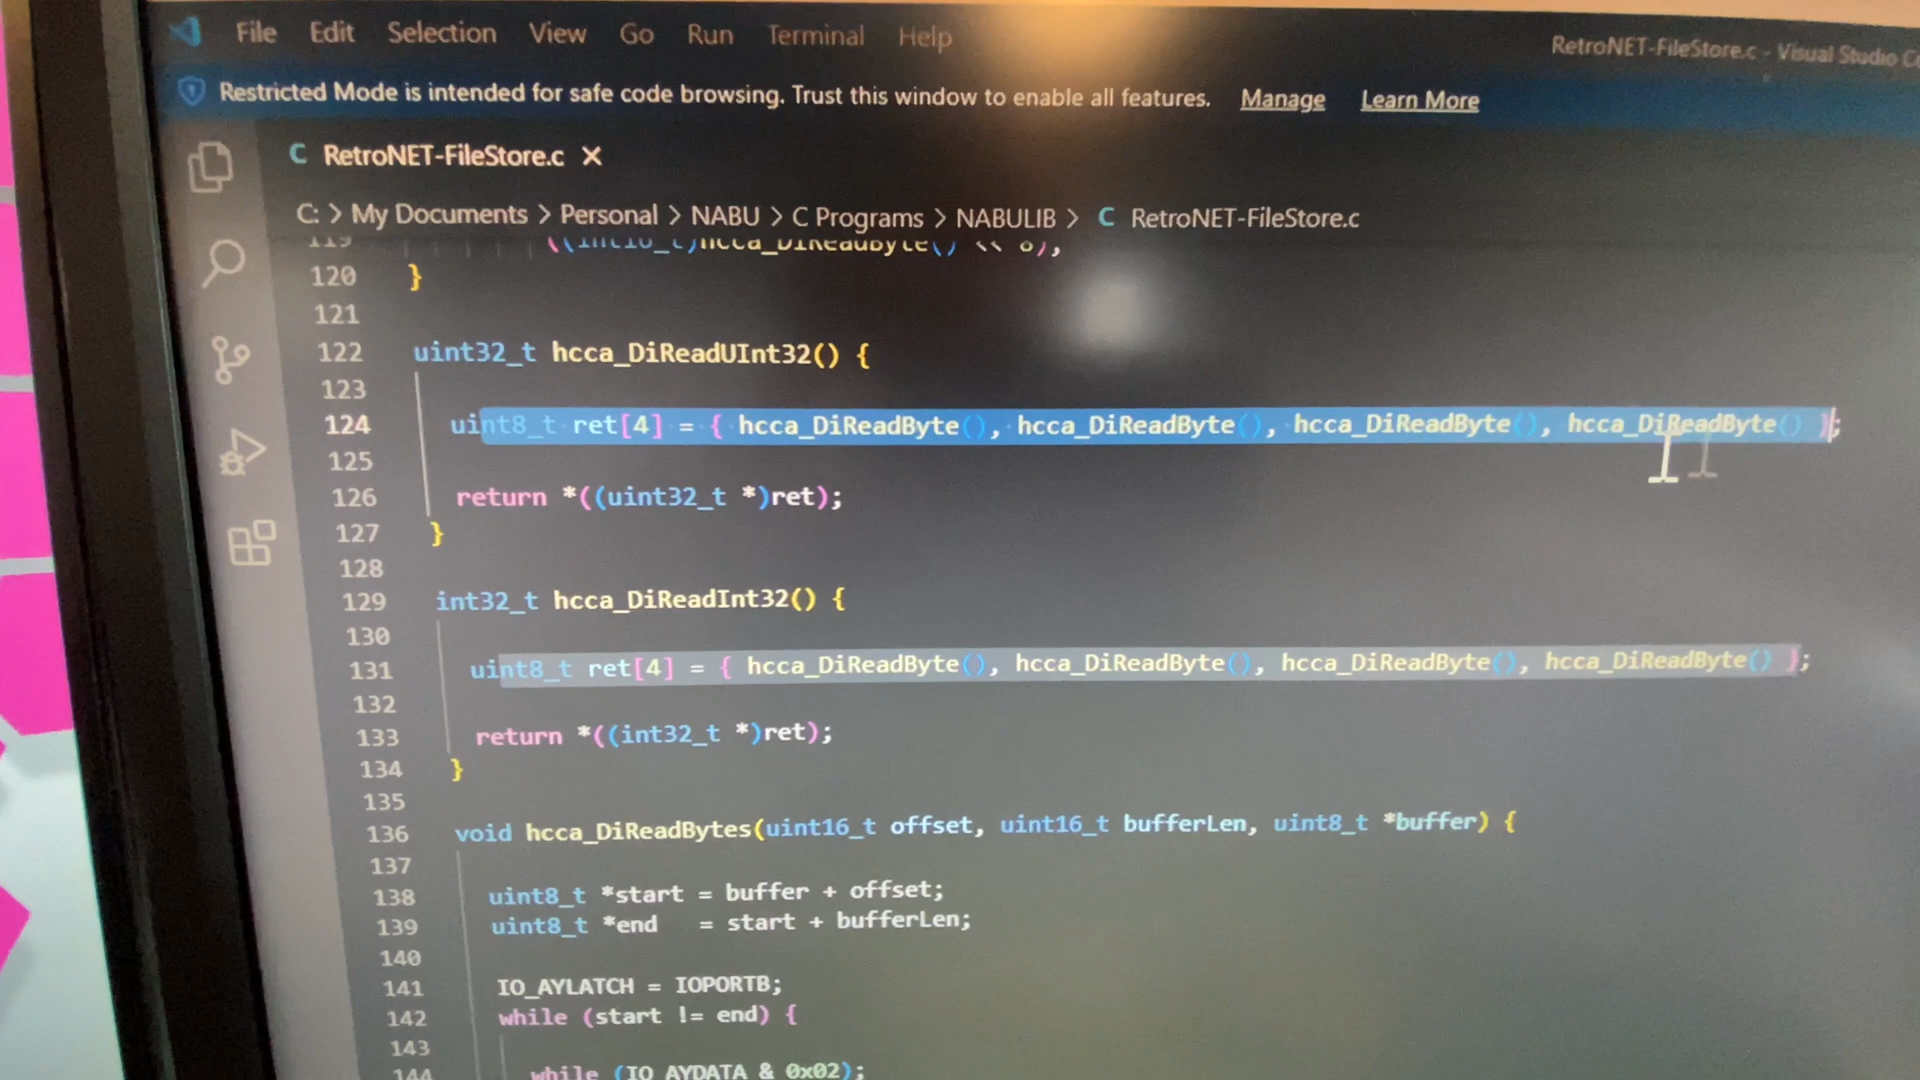 File Edit Selection View Go Run Terminal Help
RetroNET-FileStore.c - Visual Studio
Restricted Mode is intended for safe code browsing. Trust this window to enable all features. Manage Learn More
C RetroNET-FileStore.c ×
C: > My Documents > Personal > NABU > C Programs > NABULIB > C RetroNET-FileStore.c
119 ((int16_t)hcca_DiReadByte() << 8);
120 }
121
122 uint32_t hcca_DiReadUInt32() {
123
124 uint8_t ret[4] = { hcca_DiReadByte(), hcca_DiReadByte(), hcca_DiReadByte(), hcca_DiReadByte() };
125
126 return *((uint32_t *)ret);
127 }
128
129 int32_t hcca_DiReadInt32() {
130
131 uint8_t ret[4] = { hcca_DiReadByte(), hcca_DiReadByte(), hcca_DiReadByte(), hcca_DiReadByte() };
132
133 return *((int32_t *)ret);
134 }
135
136 void hcca_DiReadBytes(uint16_t offset, uint16_t bufferLen, uint8_t *buffer) {
137
138 uint8_t *start = buffer + offset;
139 uint8_t *end = start + bufferLen;
140
141 IO_AYLATCH = IOPORTB;
142 while (start != end) {
143
144 while (IO_AYDATA & 0x02);